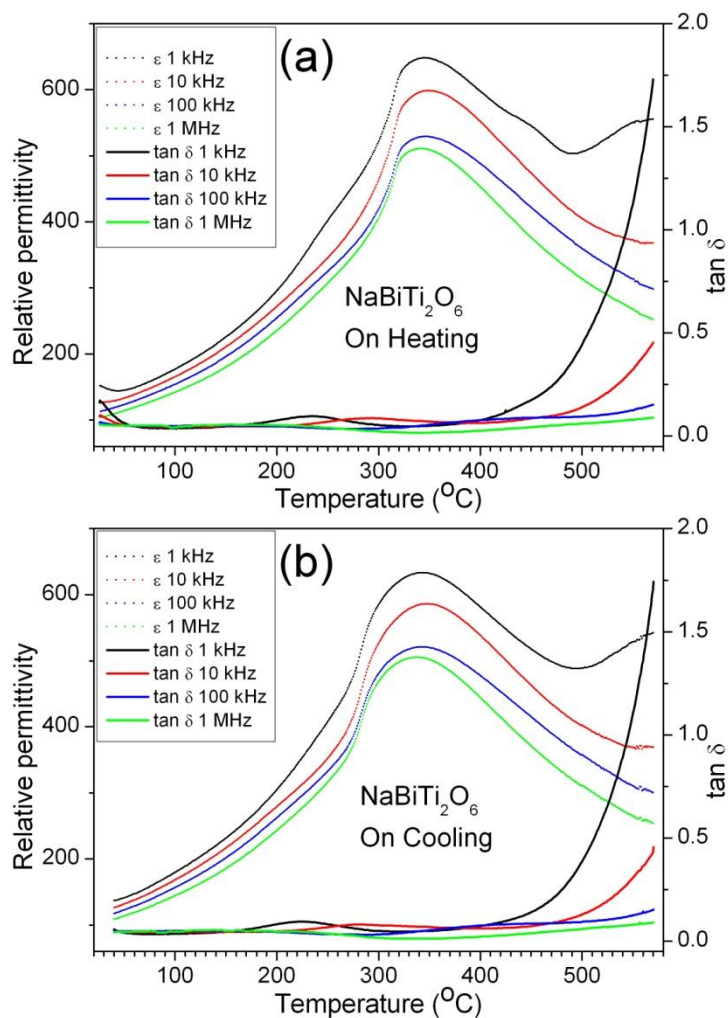 (a)
ε 1 kHz
ε 10 kHz
ε 100 kHz
ε 1 MHz
tan δ 1 kHz
tan δ 10 kHz
tan δ 100 kHz
tan δ 1 MHz
Relative permittivity
600
400
200
2.0
1.5
1.0
0.5
0.0
tan δ
NaBiTi₂O₆
On Heating
100 200 300 400 500
Temperature (°C)
(b)
ε 1 kHz
ε 10 kHz
ε 100 kHz
ε 1 MHz
tan δ 1 kHz
tan δ 10 kHz
tan δ 100 kHz
tan δ 1 MHz
Relative permittivity
600
400
200
2.0
1.5
1.0
0.5
0.0
tan δ
NaBiTi₂O₆
On Cooling
100 200 300 400 500
Temperature (°C)